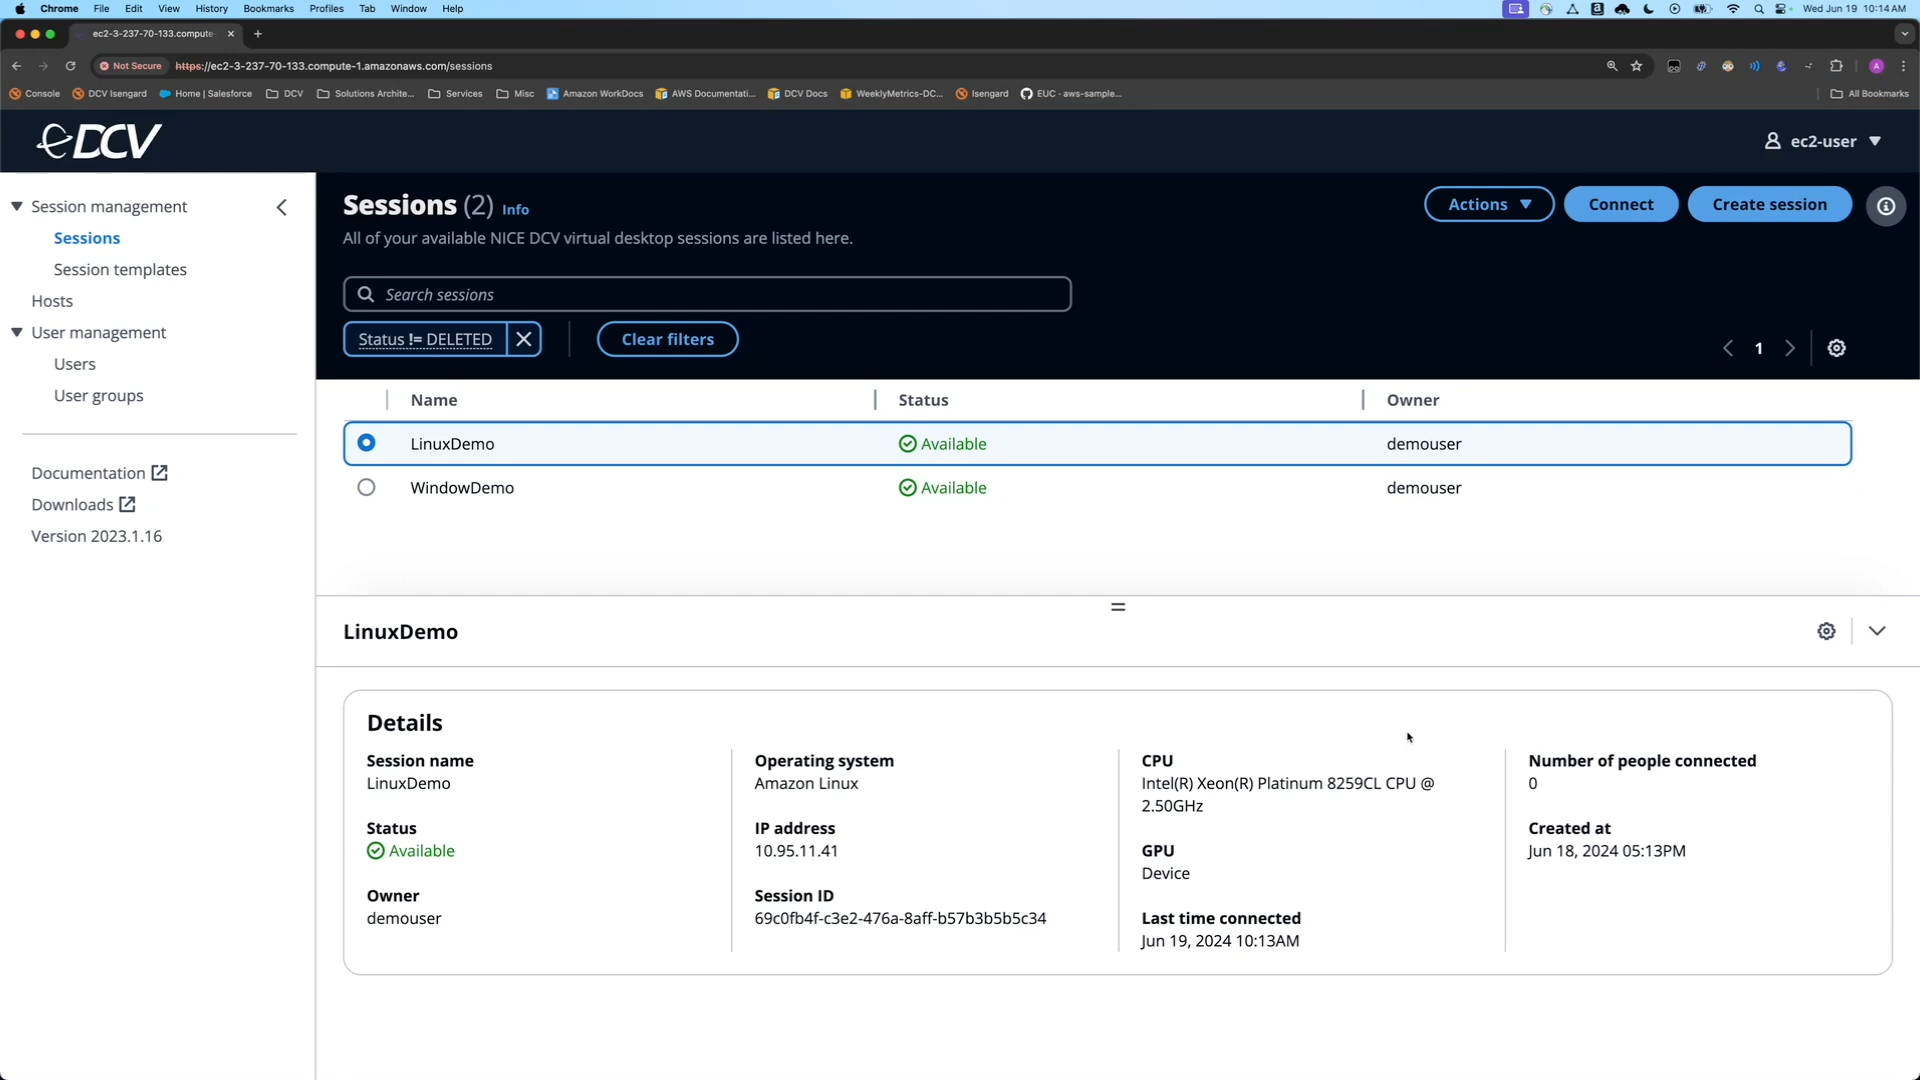 Chrome File Edit View History Bookmarks Profiles Tab Window Help Wed Jun 19 10:14 AM
ec2-3-237-70-133.compute-
Not Secure https://ec2-3-237-70-133.compute-1.amazonaws.com/sessions
Console DCV Isengard Home | Salesforce DCV Solutions Archite... Services Misc Amazon WorkDocs AWS Documentati... DCV Docs WeeklyMetrics-DC... Isengard EUC - aws-sample... All Bookmarks
DCV
ec2-user
Session management
Sessions
Session templates
Hosts
User management
Users
User groups
Documentation
Downloads
Version 2023.1.16
Sessions (2) Info
All of your available NICE DCV virtual desktop sessions are listed here.
Actions Connect Create session
Search sessions
Status != DELETED Clear filters
1
Name Status Owner
LinuxDemo Available demouser
WindowDemo Available demouser
LinuxDemo
Details
Session name
LinuxDemo
Status
Available
Owner
demouser
Operating system
Amazon Linux
IP address
10.95.11.41
Session ID
69c0fb4f-c3e2-476a-8aff-b57b3b5b5c34
CPU
Intel(R) Xeon(R) Platinum 8259CL CPU @
2.50GHz
GPU
Device
Last time connected
Jun 19, 2024 10:13AM
Number of people connected
0
Created at
Jun 18, 2024 05:13PM